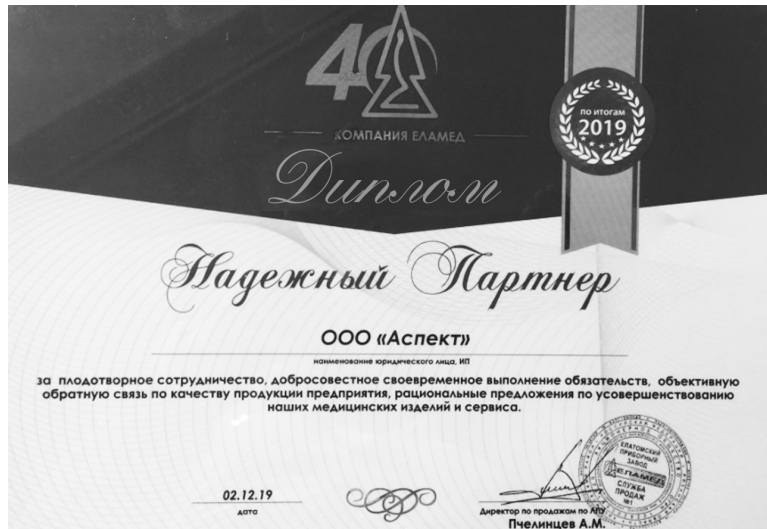 40
КОМПАНИЯ ЕЛАМЕД
ПО ИТОГАМ
2019
Диплом
Надежный Партнер
ООО «Аспект»
наименование юридического лица, ИП
за плодотворное сотрудничество, добросовестное своевременное выполнение обязательств, объективную
обратную связь по качеству продукции предприятия, рациональные предложения по усовершенствованию
наших медицинских изделий и сервиса.
ЕЛАТОМСКИЙ
ПРИБОРНЫЙ
ЗАВОД
ЕЛАМЕД
СЛУЖБА
ПРОДАЖ
№1
02.12.19
дата
Директор по продажам по АПУ
Пчелинцев А.М.